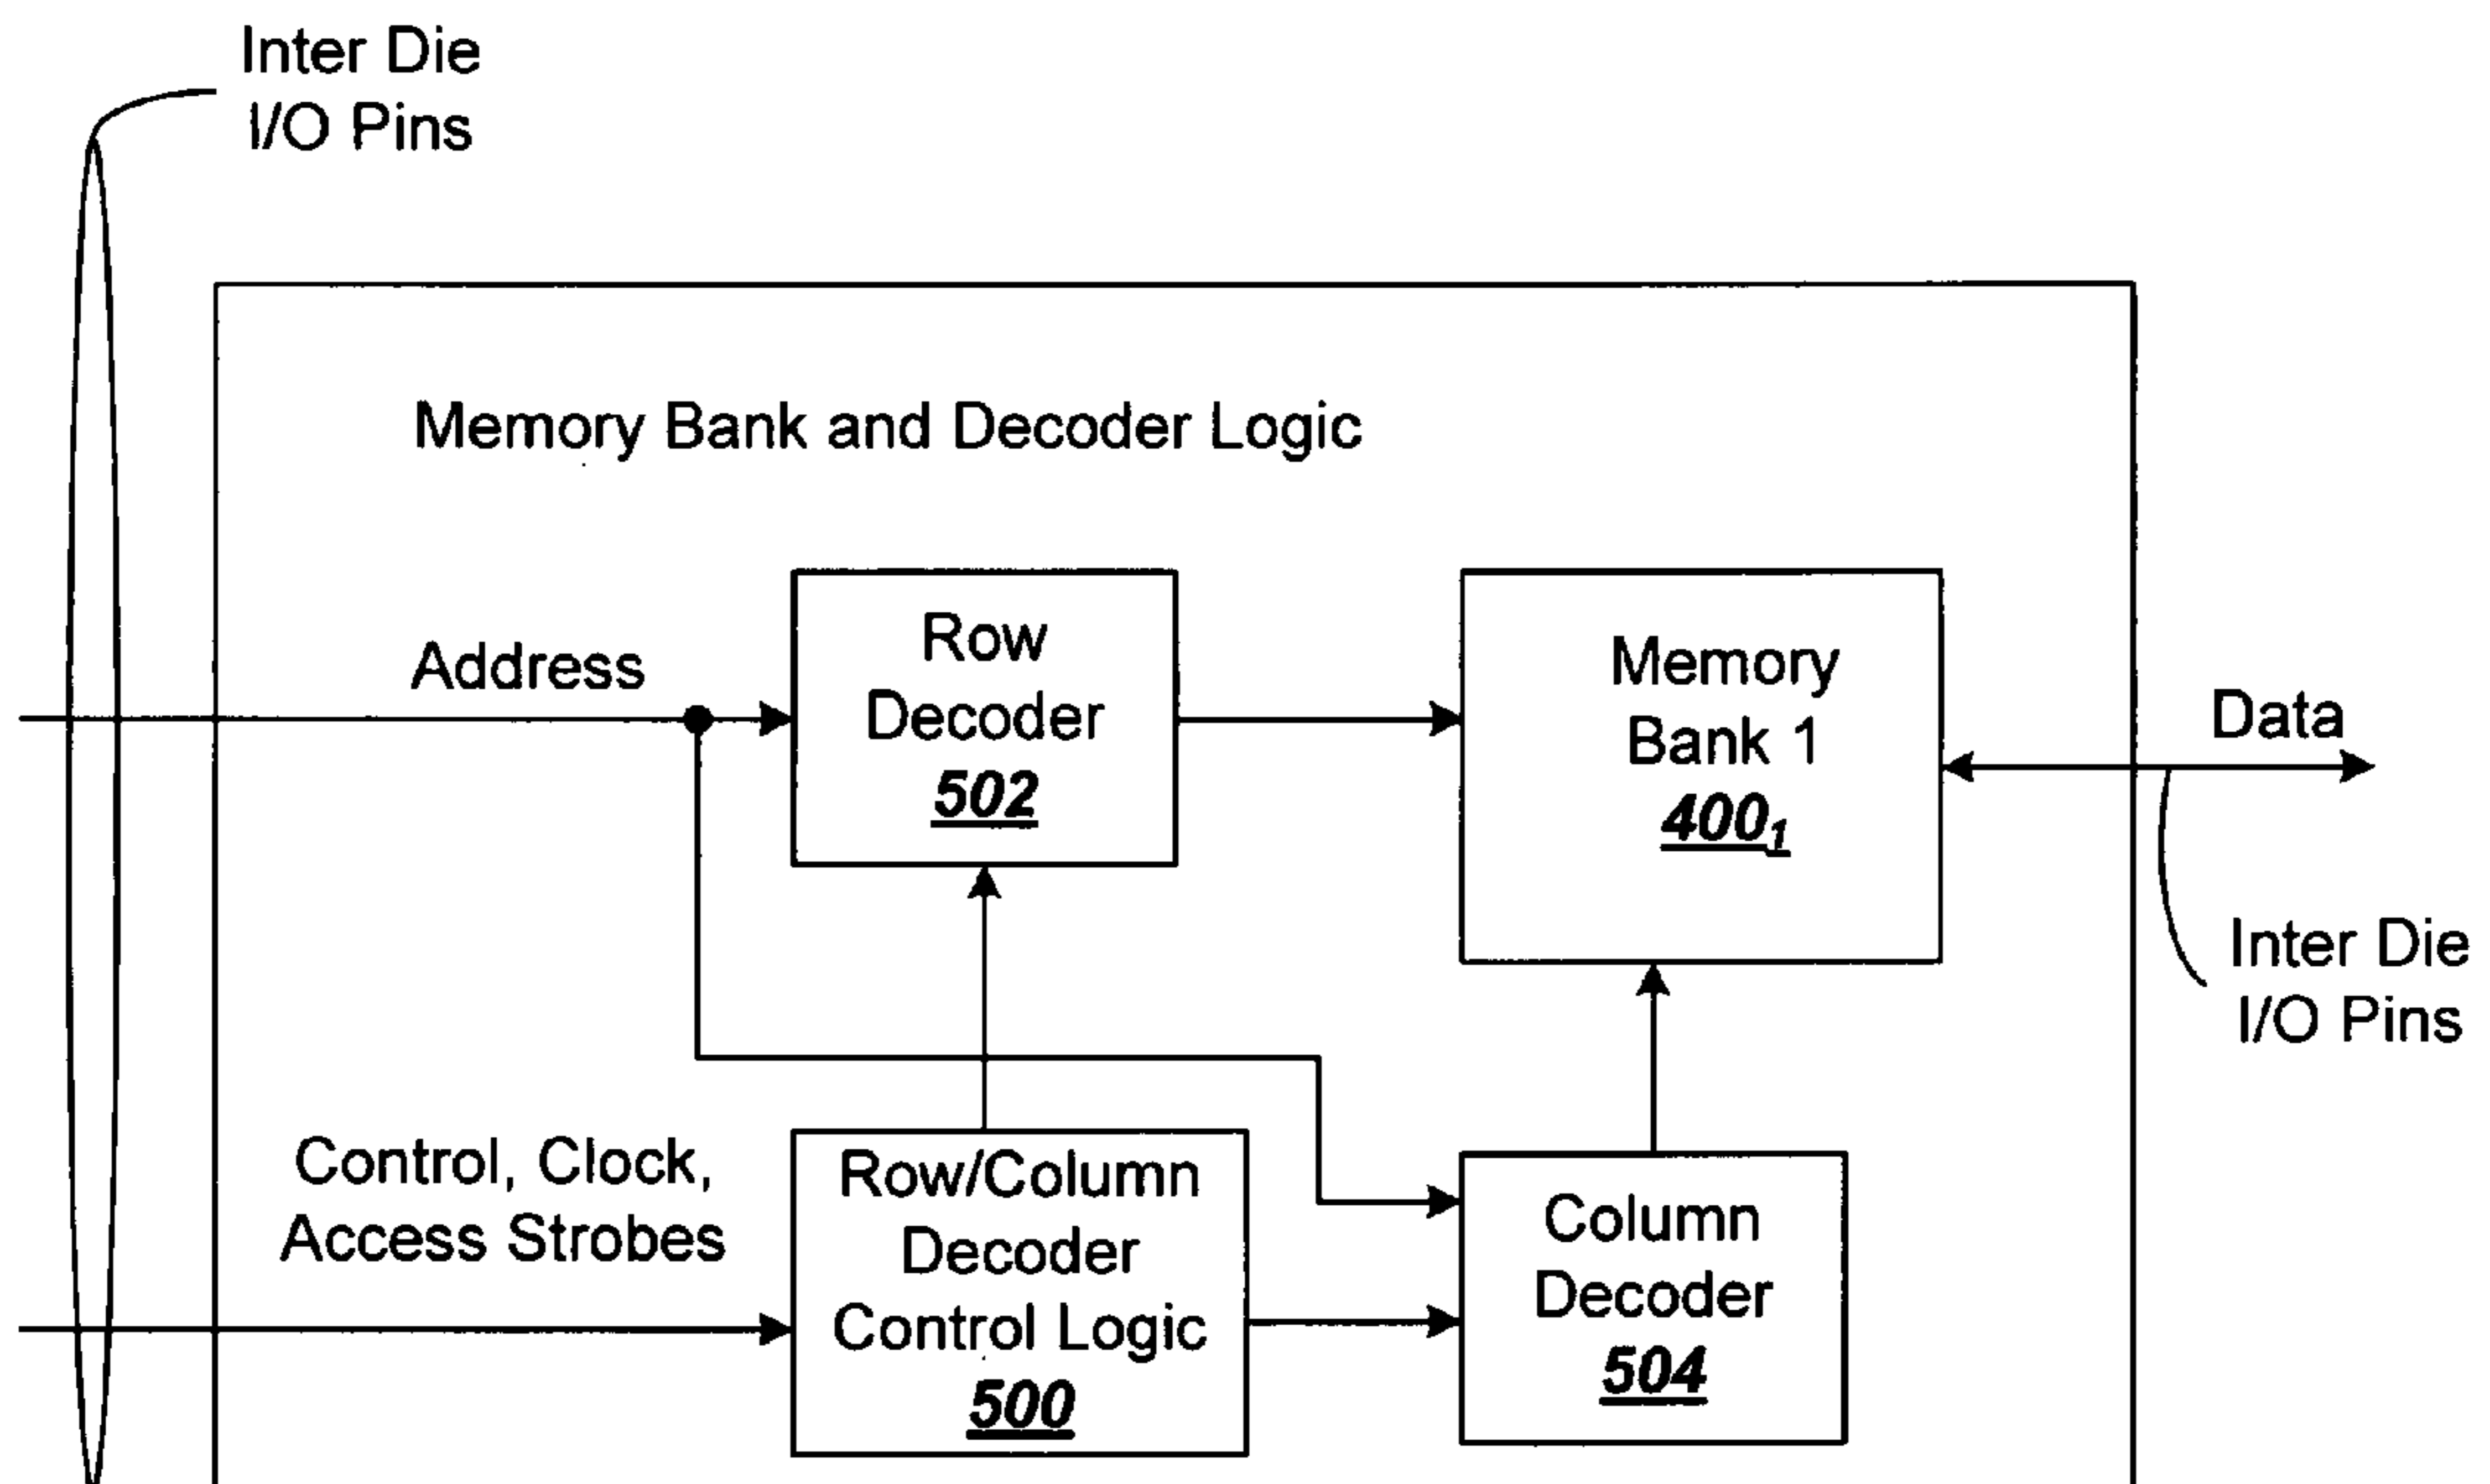 Inter Die
I/O Pins
Memory Bank and Decoder Logic
Address
Row
Decoder
502
Memory
Bank 1
400₁
Data
Inter Die
I/O Pins
Control, Clock,
Access Strobes
Row/Column
Decoder
Control Logic
500
Column
Decoder
504